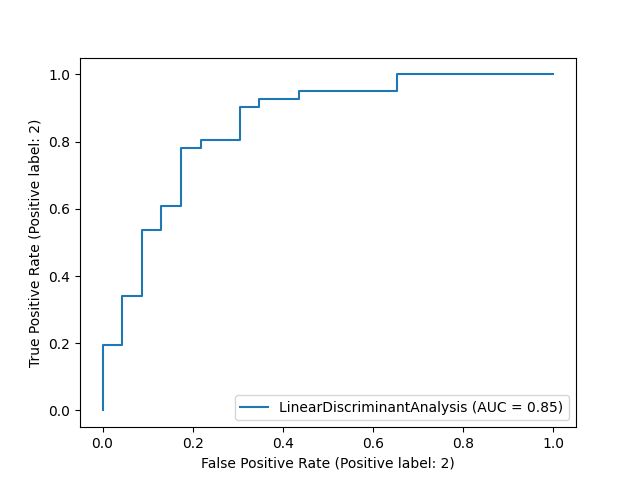 1.0
0.8
0.6
0.4
0.2
0.0
True Positive Rate (Positive label: 2)
LinearDiscriminantAnalysis (AUC = 0.85)
0.0 0.2 0.4 0.6 0.8 1.0
False Positive Rate (Positive label: 2)